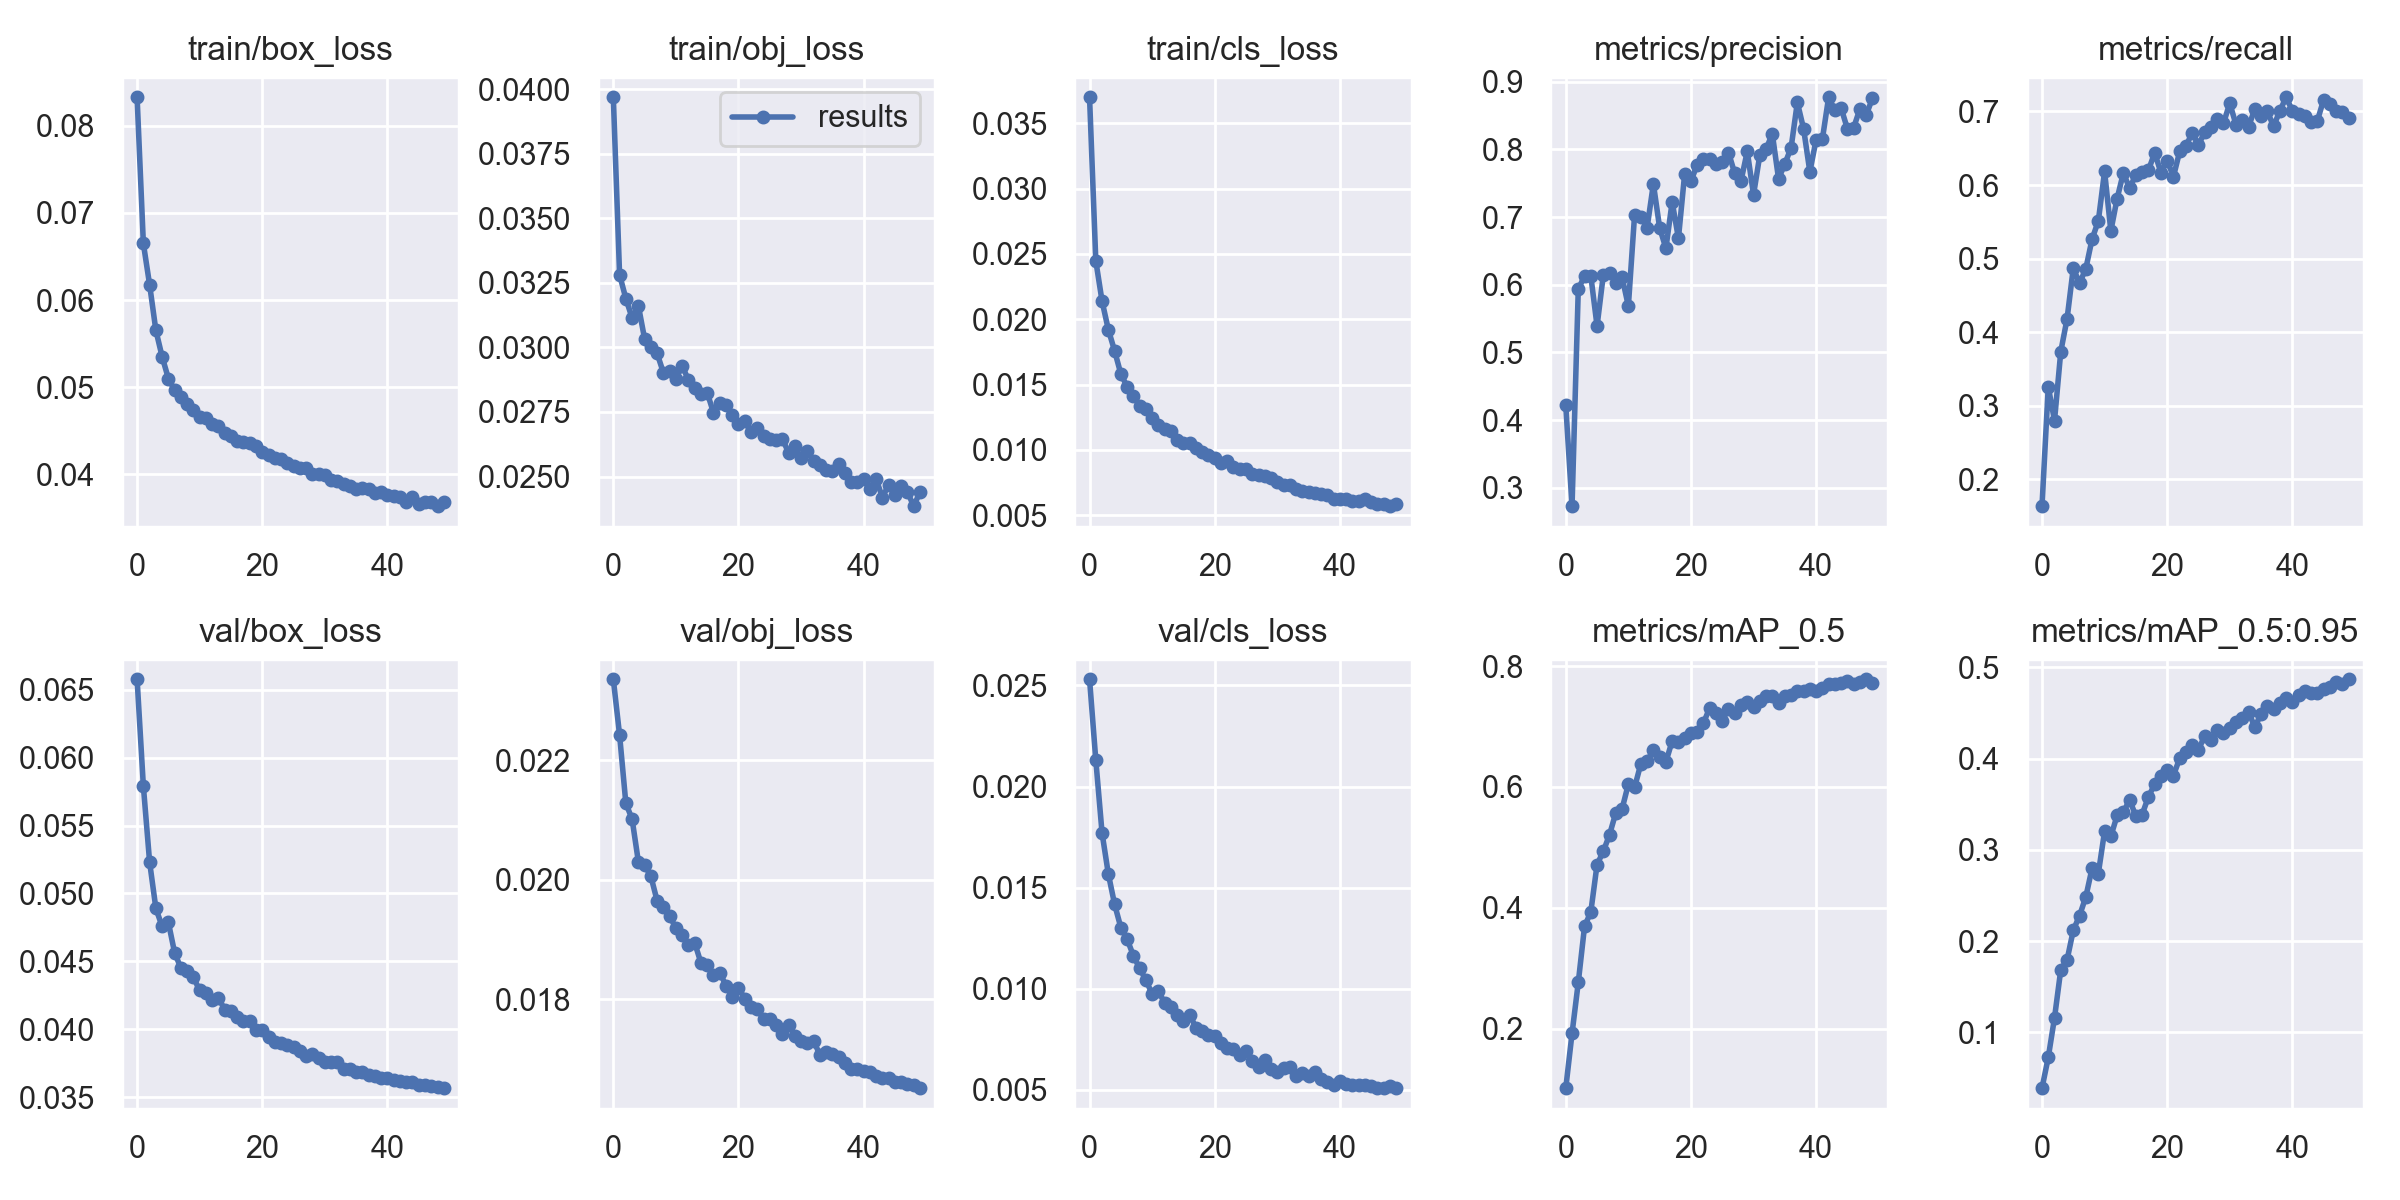 train/box_loss
0.08
0.07
0.06
0.05
0.04
0 20 40
train/obj_loss
results
0.0400
0.0375
0.0350
0.0325
0.0300
0.0275
0.0250
0 20 40
train/cls_loss
0.035
0.030
0.025
0.020
0.015
0.010
0.005
0 20 40
metrics/precision
0.9
0.8
0.7
0.6
0.5
0.4
0.3
0 20 40
metrics/recall
0.7
0.6
0.5
0.4
0.3
0.2
0 20 40
val/box_loss
0.065
0.060
0.055
0.050
0.045
0.040
0.035
0 20 40
val/obj_loss
0.022
0.020
0.018
0 20 40
val/cls_loss
0.025
0.020
0.015
0.010
0.005
0 20 40
metrics/mAP_0.5
0.8
0.6
0.4
0.2
0 20 40
metrics/mAP_0.5:0.95
0.5
0.4
0.3
0.2
0.1
0 20 40